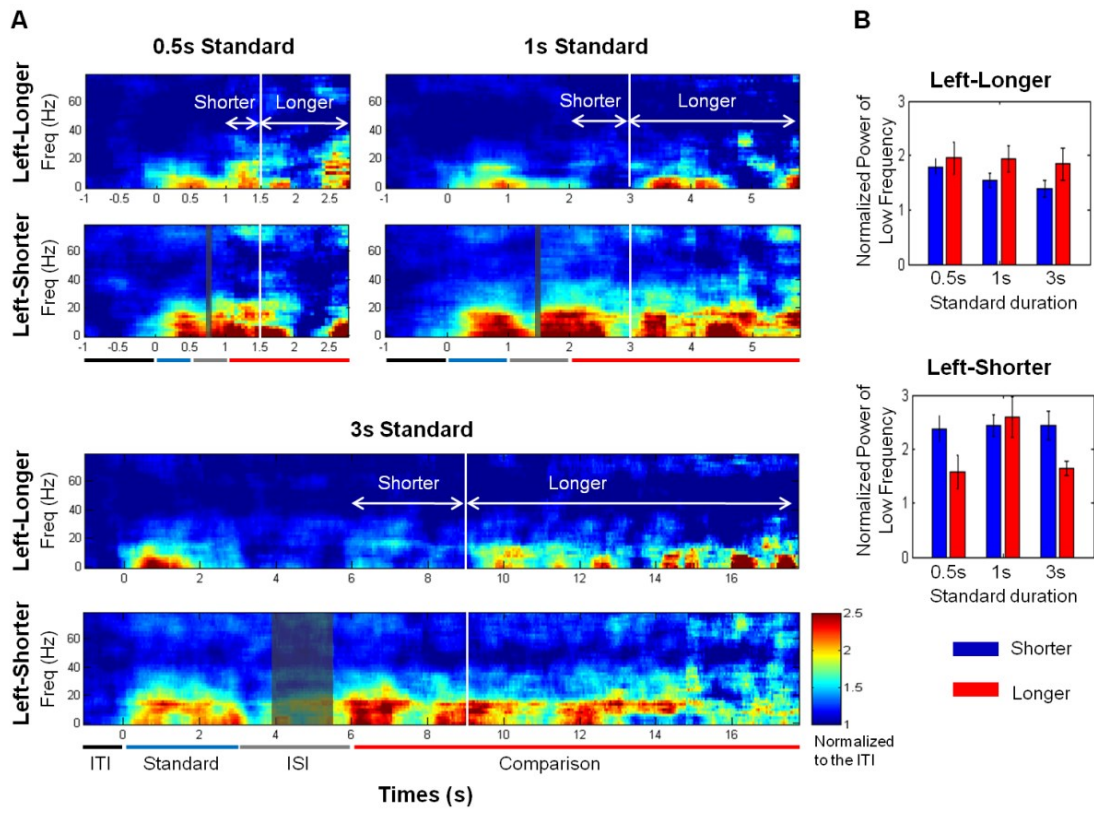 A
B
0.5s Standard
1s Standard
Left-Longer
Freq (Hz)
60
40
20
0
Shorter
Longer
-1 -0.5 0 0.5 1 1.5 2 2.5
Shorter
Longer
-1 0 1 2 3 4 5
Left-Shorter
Freq (Hz)
60
40
20
0
-1 -0.5 0 0.5 1 1.5 2 2.5
-1 0 1 2 3 4 5
3s Standard
Left-Longer
Freq (Hz)
60
40
20
0
Shorter
Longer
0 2 4 6 8 10 12 14 16
Left-Shorter
Freq (Hz)
60
40
20
0
0 2 4 6 8 10 12 14 16
2.5
2
1.5
1
Normalized
to the ITI
ITI Standard ISI Comparison
Times (s)
Left-Longer
Normalized Power of
Low Frequency
3
2
1
0
0.5s 1s 3s
Standard duration
Left-Shorter
Normalized Power of
Low Frequency
3
2
1
0
0.5s 1s 3s
Standard duration
Shorter
Longer